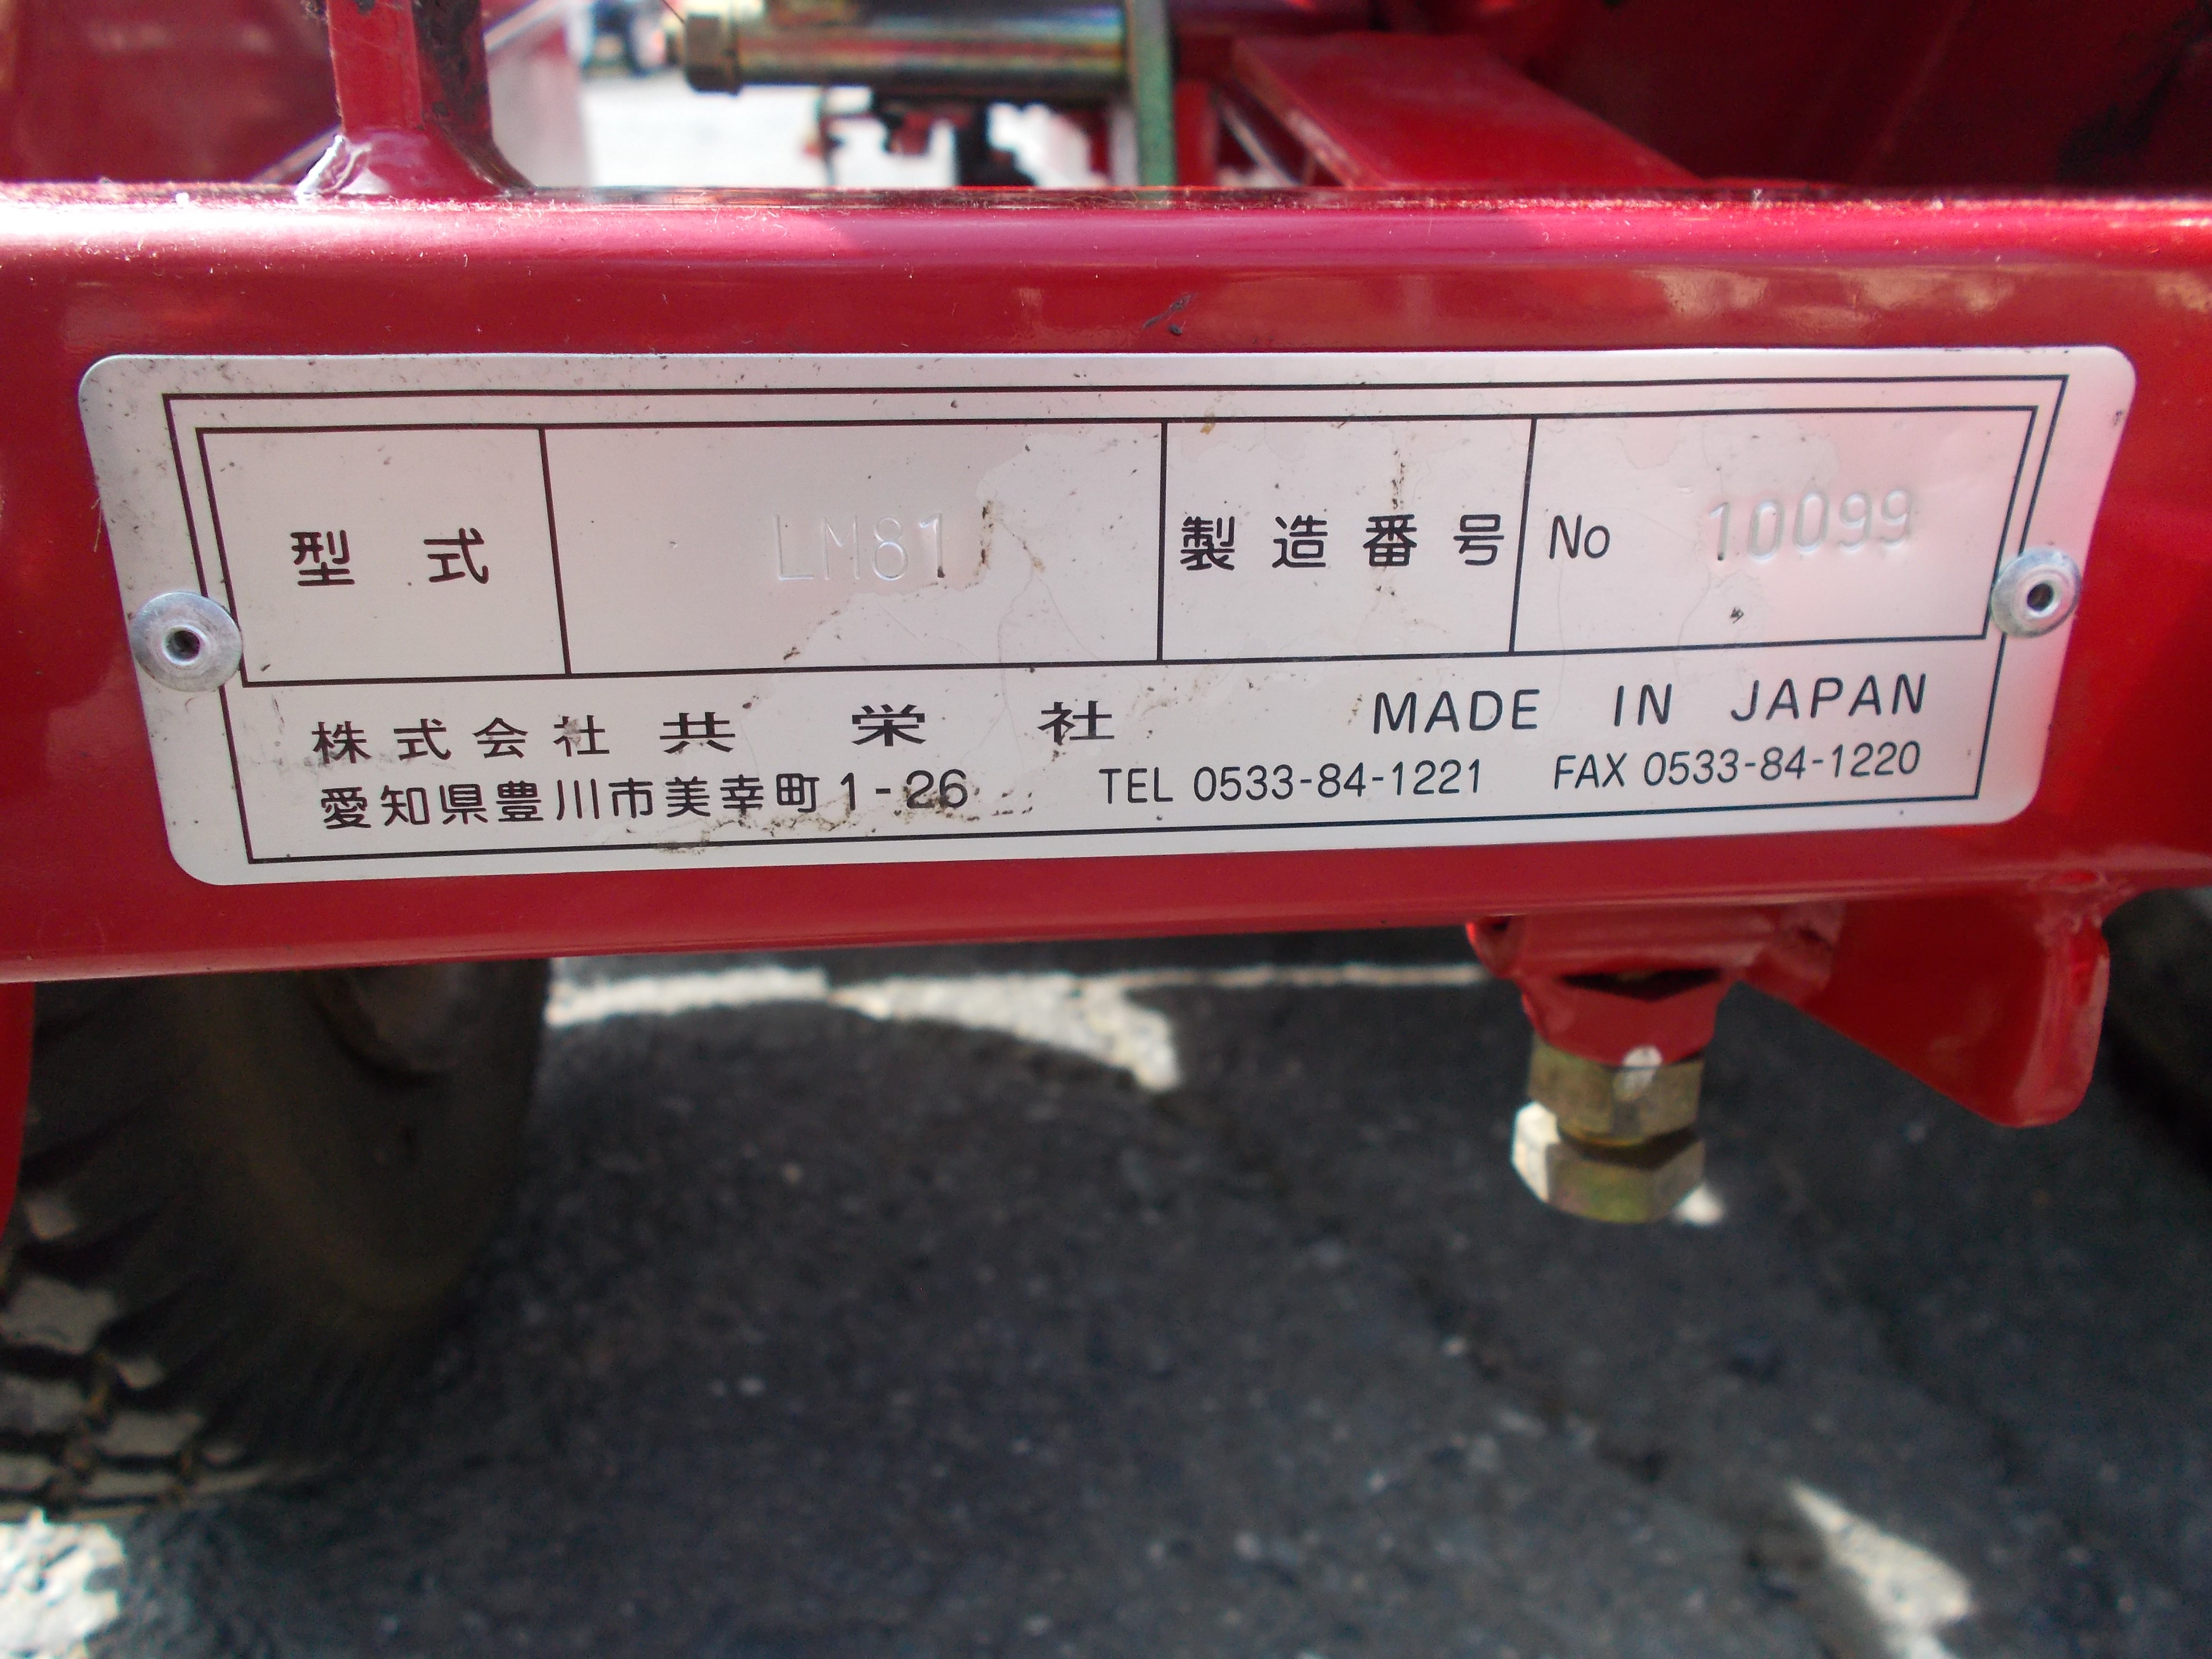 型式 LM81 製造番号 No 10099
株式会社 共栄社 MADE IN JAPAN
愛知県豊川市美幸町1-26 TEL 0533-84-1221 FAX 0533-84-1220